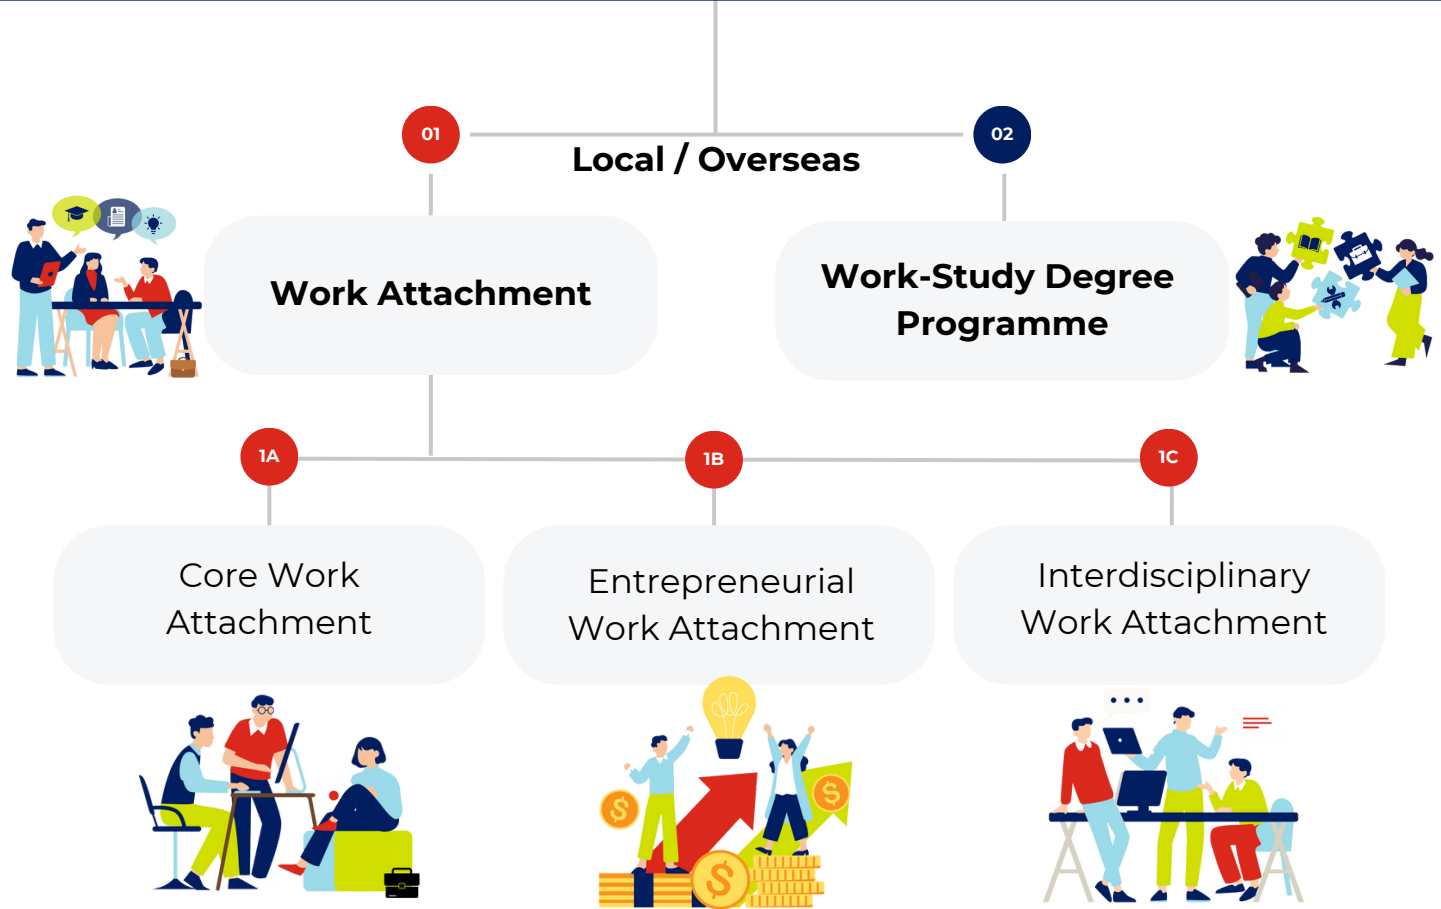 01
02
Local / Overseas
Work Attachment
Work-Study Degree
Programme
1A
1B
1C
Core Work
Attachment
Entrepreneurial
Work Attachment
Interdisciplinary
Work Attachment
$
$
$